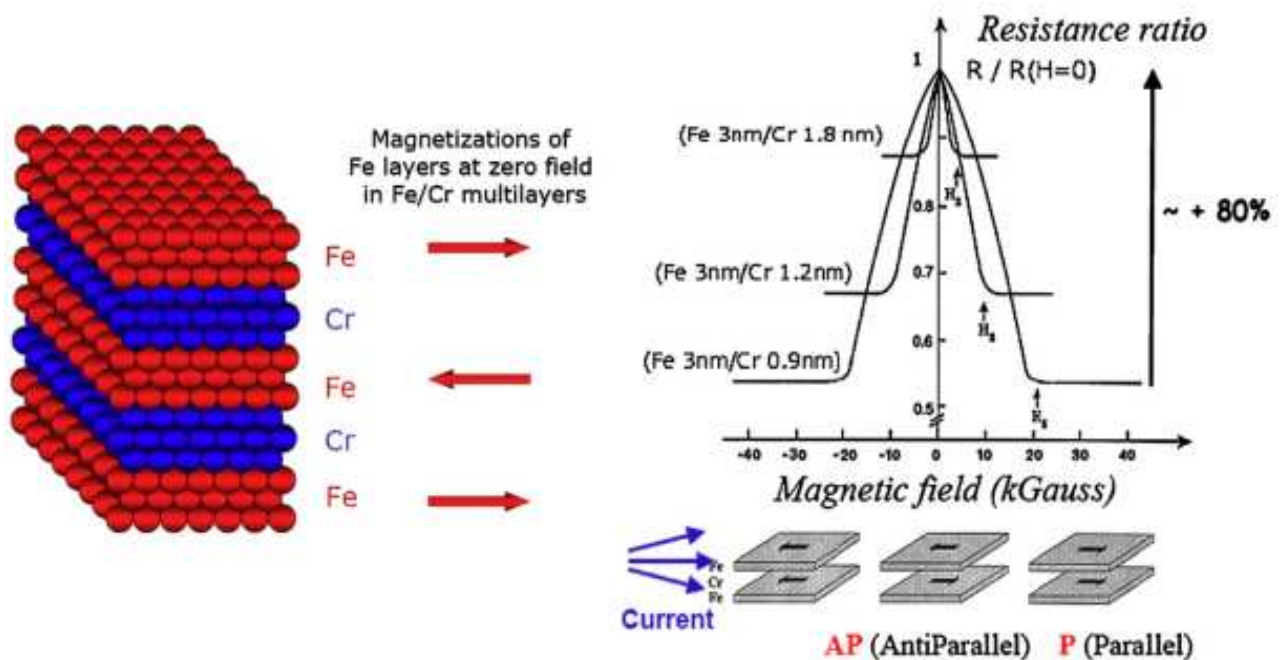 Magnetizations of
Fe layers at zero field
in Fe/Cr multilayers
Fe
Cr
Fe
Cr
Fe
Resistance ratio
1
R / R(H=0)
(Fe 3nm/Cr 1.8 nm)
H
0.8
~ + 80%
(Fe 3nm/Cr 1.2nm)
0.7
H
0.6
(Fe 3nm/Cr 0.9nm)
0.5
-40 -30 -20 -10 0 10 20 30 40
Magnetic field (kGauss)
Fe
Cr
Fe
Current
AP (AntiParallel) P (Parallel)